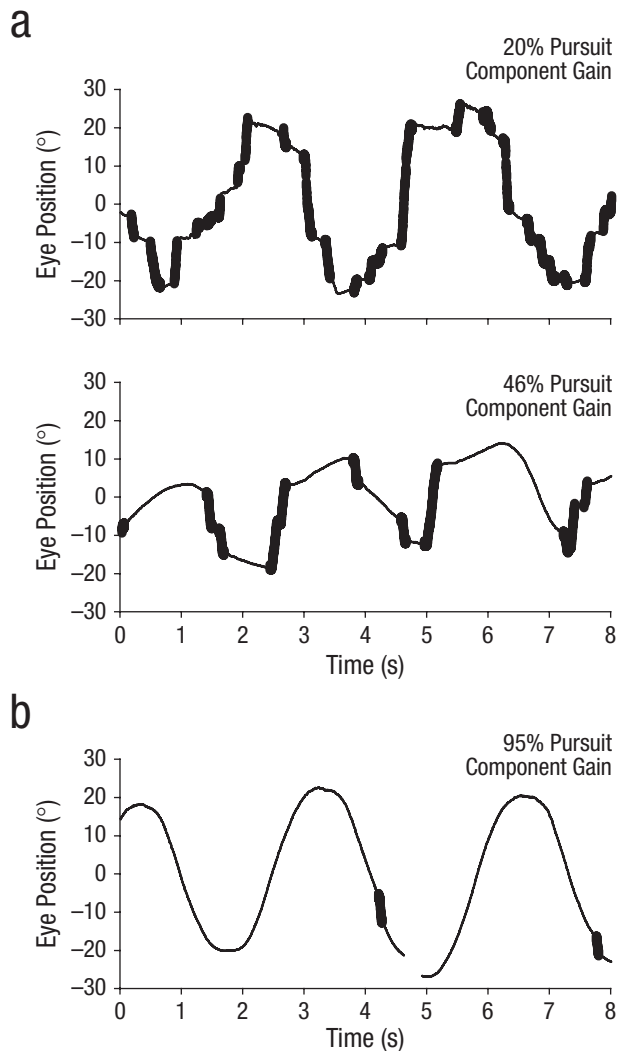 a
20% Pursuit
Component Gain
30
20
10
0
–10
–20
–30
Eye Position (°)
46% Pursuit
Component Gain
30
20
10
0
–10
–20
–30
Eye Position (°)
0 1 2 3 4 5 6 7 8
Time (s)
b
95% Pursuit
Component Gain
30
20
10
0
–10
–20
–30
Eye Position (°)
0 1 2 3 4 5 6 7 8
Time (s)